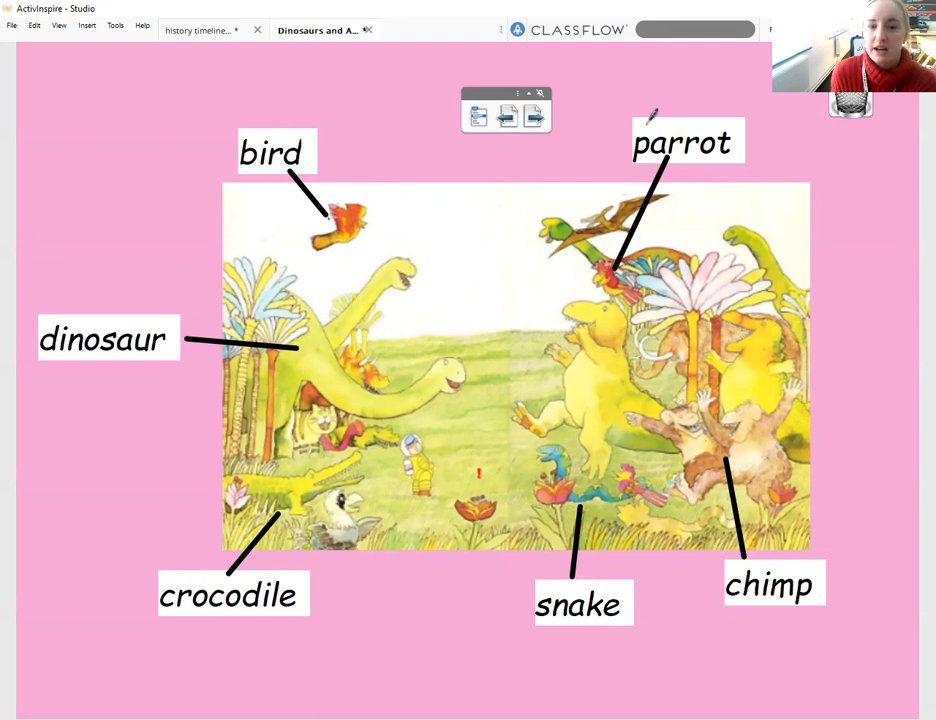 ActivInspire - Studio
File Edit View Insert Tools Help
history timeline...*
Dinosaurs and A...
CLASSFLOW
bird
parrot
dinosaur
!
crocodile
snake
chimp